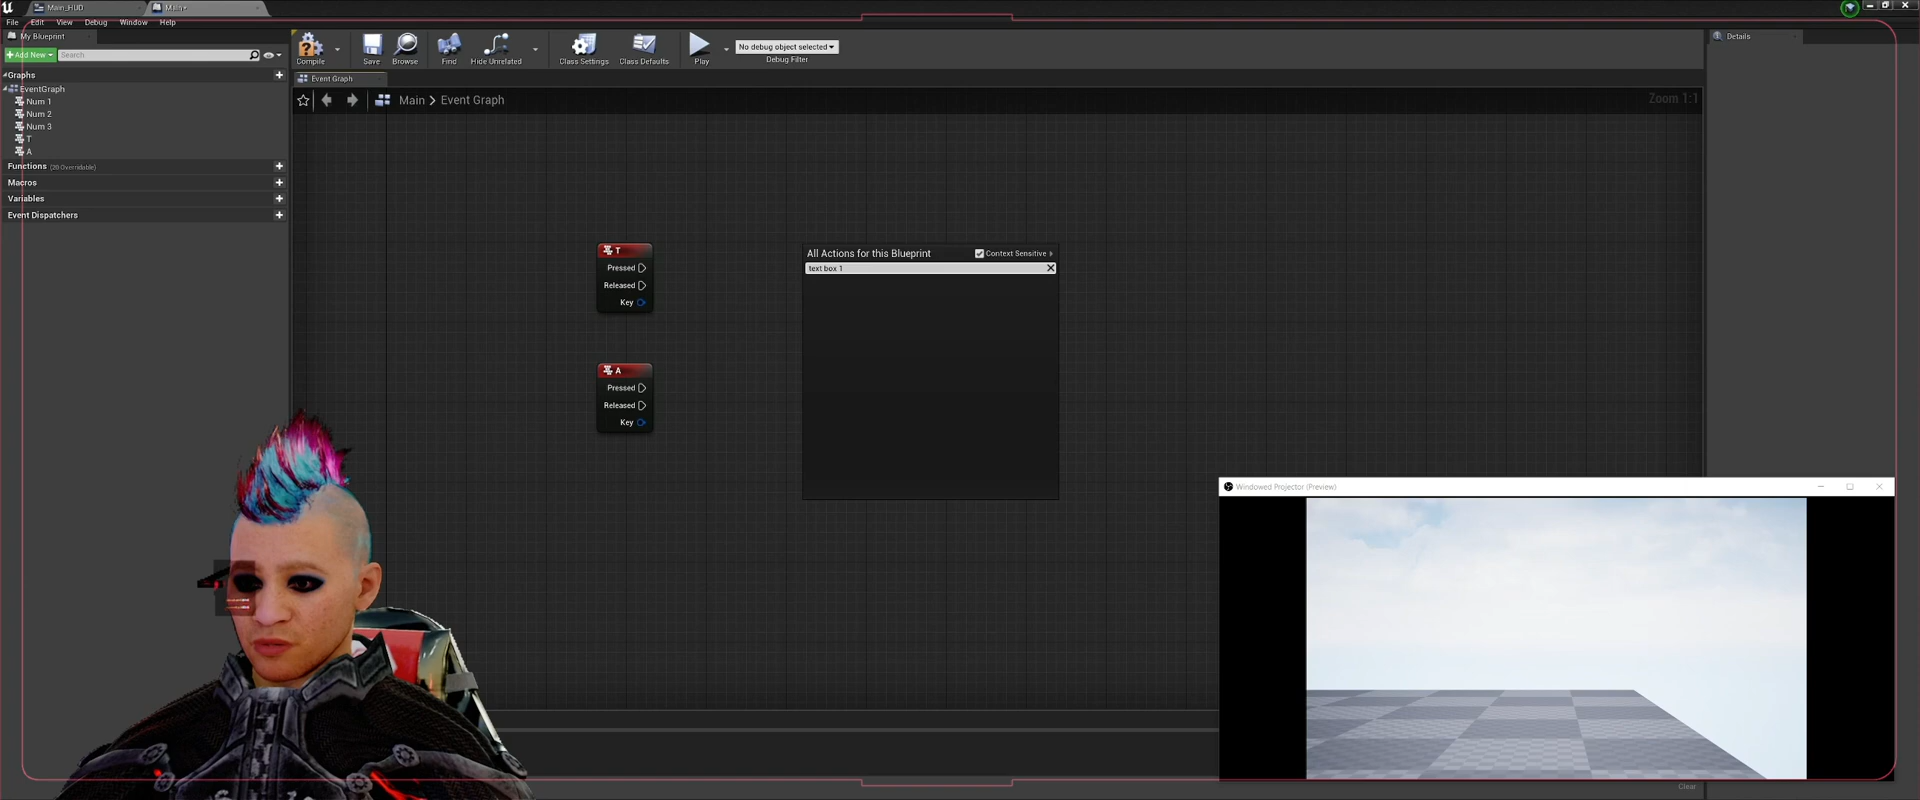 Main_HUD
Main*
File Edit View Debug Window Help
My Blueprint
Details
+Add New
Search
Compile
Save
Browse
Find
Hide Unrelated
Class Settings
Class Defaults
Play
No debug object selected
Debug Filter
Graphs
Event Graph
Main > Event Graph
Zoom 1:1
EventGraph
Num 1
Num 2
Num 3
T
A
Functions (20 Overridable)
Macros
Variables
Event Dispatchers
T
Pressed
Released
Key
All Actions for this Blueprint
Context Sensitive
text box 1
A
Pressed
Released
Key
Windowed Projector (Preview)
Clear